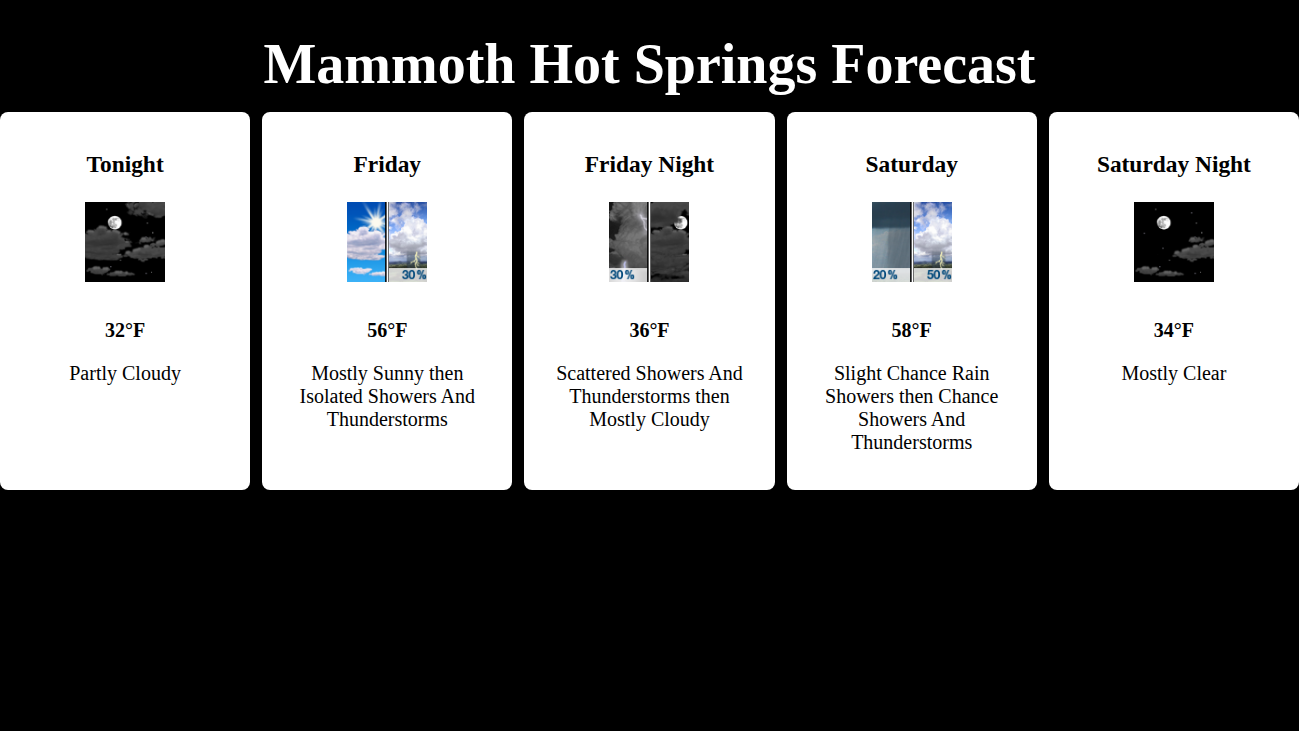 Mammoth Hot Springs Forecast
Tonight
32°F
Partly Cloudy
Friday
30%
56°F
Mostly Sunny then
Isolated Showers And
Thunderstorms
Friday Night
30%
36°F
Scattered Showers And
Thunderstorms then
Mostly Cloudy
Saturday
20% 50%
58°F
Slight Chance Rain
Showers then Chance
Showers And
Thunderstorms
Saturday Night
34°F
Mostly Clear